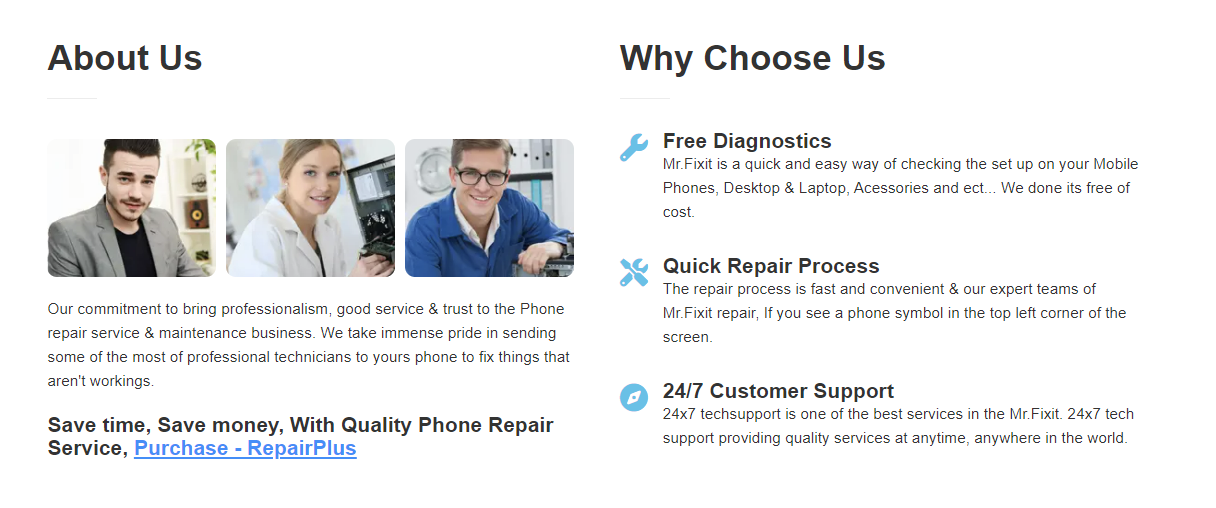 About Us
Our commitment to bring professionalism, good service & trust to the Phone
repair service & maintenance business. We take immense pride in sending
some of the most of professional technicians to yours phone to fix things that
aren't workings.
Save time, Save money, With Quality Phone Repair
Service, Purchase - RepairPlus
Why Choose Us
Free Diagnostics
Mr.Fixit is a quick and easy way of checking the set up on your Mobile
Phones, Desktop & Laptop, Acessories and ect... We done its free of
cost.
Quick Repair Process
The repair process is fast and convenient & our expert teams of
Mr.Fixit repair, If you see a phone symbol in the top left corner of the
screen.
24/7 Customer Support
24x7 techsupport is one of the best services in the Mr.Fixit. 24x7 tech
support providing quality services at anytime, anywhere in the world.